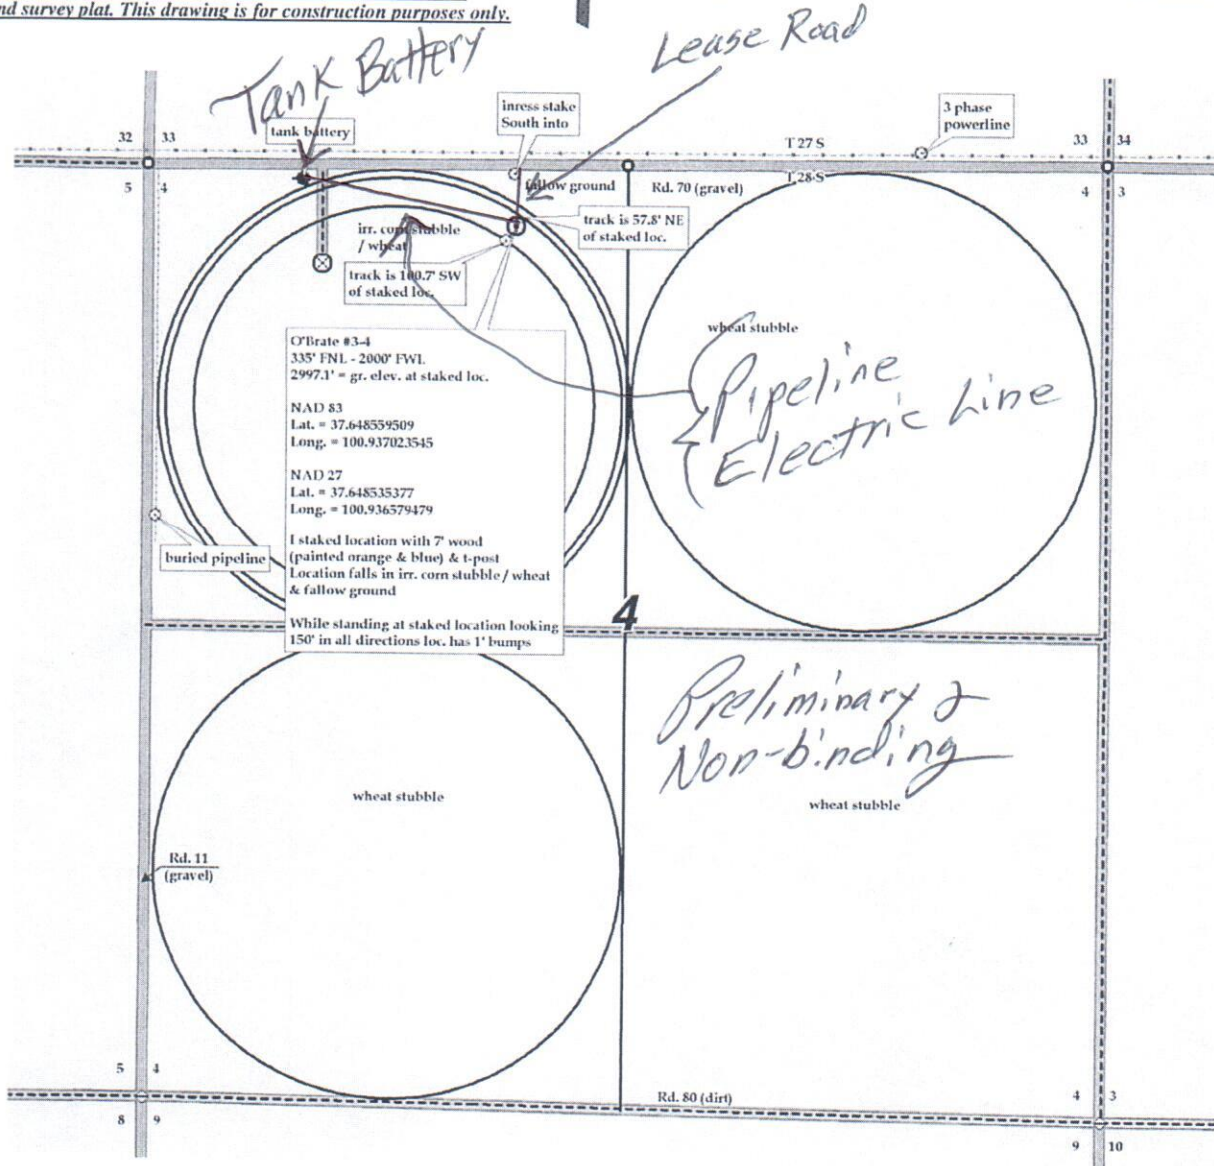 nd survey plat. This drawing is for construction purposes only.
Tank Battery
Lease Road
tank battery
inress stake
South into
3 phase
powerline
32 33
T 27 S
33 34
5 4
fallow ground
Rd. 70 (gravel)
T 28 S
4 3
track is 57.8' NE
of staked loc.
irr. corn stubble
/ wheat
track is 100.7' SW
of staked loc.
wheat stubble
Pipeline
Electric Line
O'Brate #3-4
335' FNL - 2000' FWL
2997.1' = gr. elev. at staked loc.
NAD 83
Lat. = 37.648559509
Long. = 100.937023545
NAD 27
Lat. = 37.648535377
Long. = 100.936579479
I staked location with 7' wood
(painted orange & blue) & t-post
Location falls in irr. corn stubble / wheat
& fallow ground
While standing at staked location looking
150' in all directions loc. has 1' bumps
buried pipeline
4
Preliminary &
Non-binding
wheat stubble
wheat stubble
Rd. 11
(gravel)
5 4
Rd. 80 (dirt)
4 3
8 9
9 10